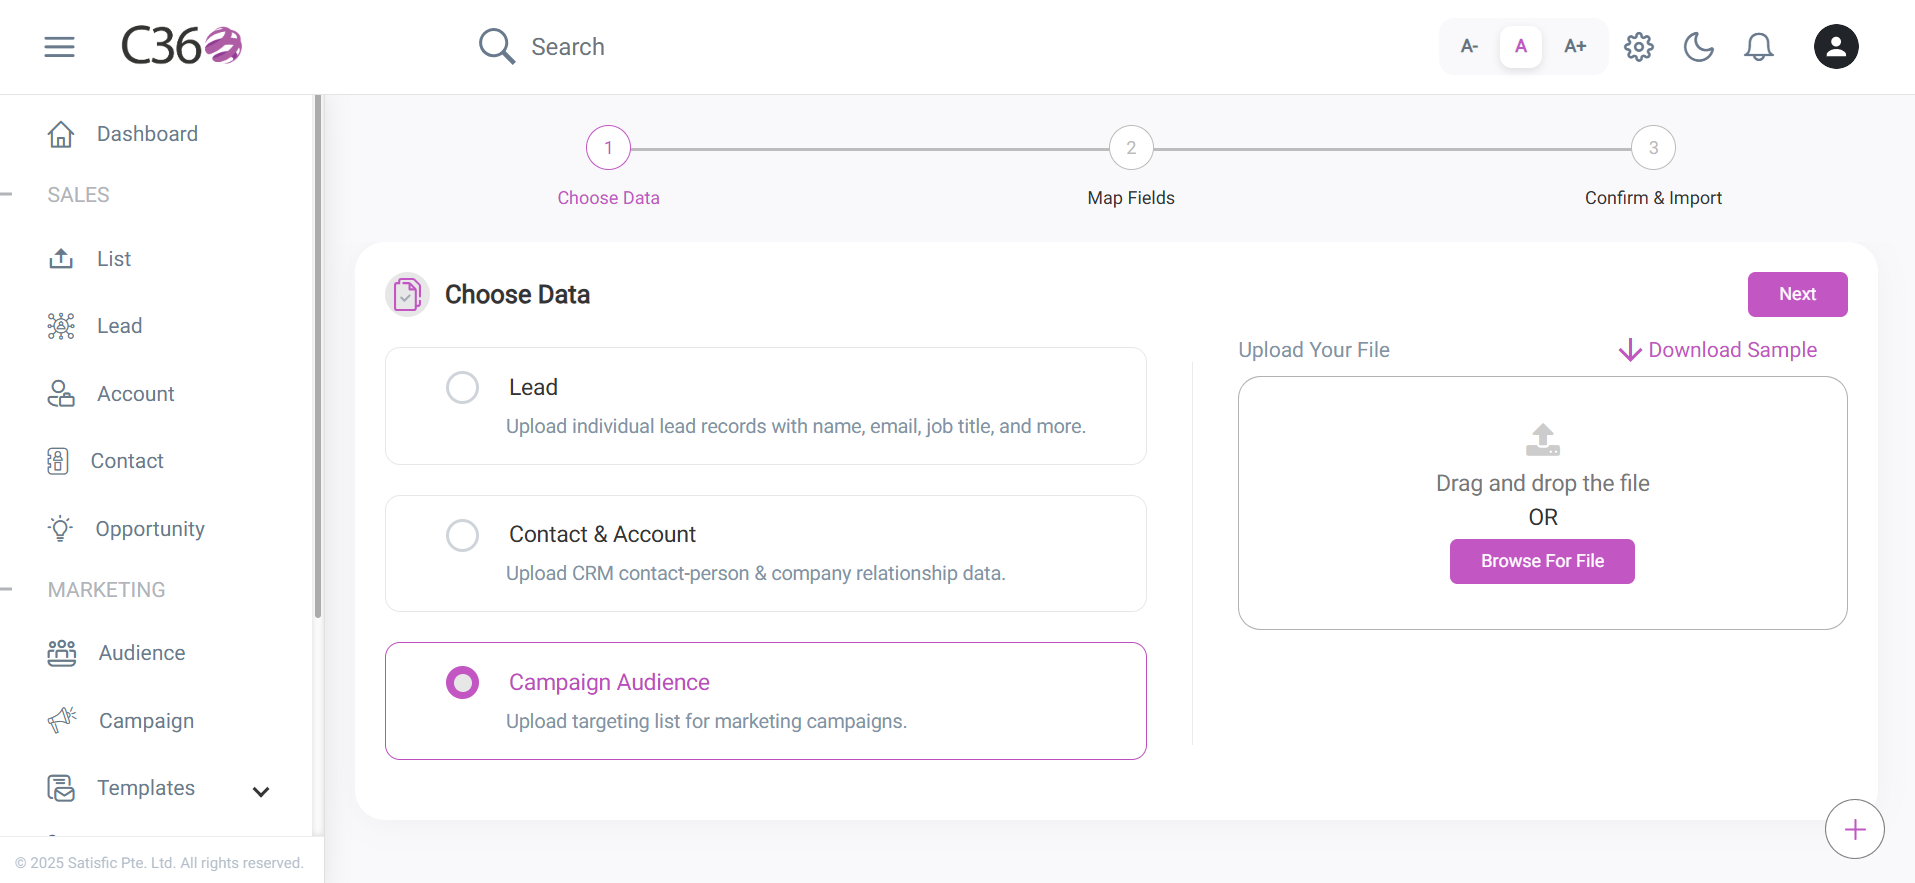 C360
Search
A-
A
A+
Dashboard
SALES
List
Lead
Account
Contact
Opportunity
MARKETING
Audience
Campaign
Templates
© 2025 Satisfic Pte. Ltd. All rights reserved.
1
2
3
Choose Data
Map Fields
Confirm & Import
Choose Data
Next
Lead
Upload individual lead records with name, email, job title, and more.
Contact & Account
Upload CRM contact-person & company relationship data.
Campaign Audience
Upload targeting list for marketing campaigns.
Upload Your File
Download Sample
Drag and drop the file
OR
Browse For File